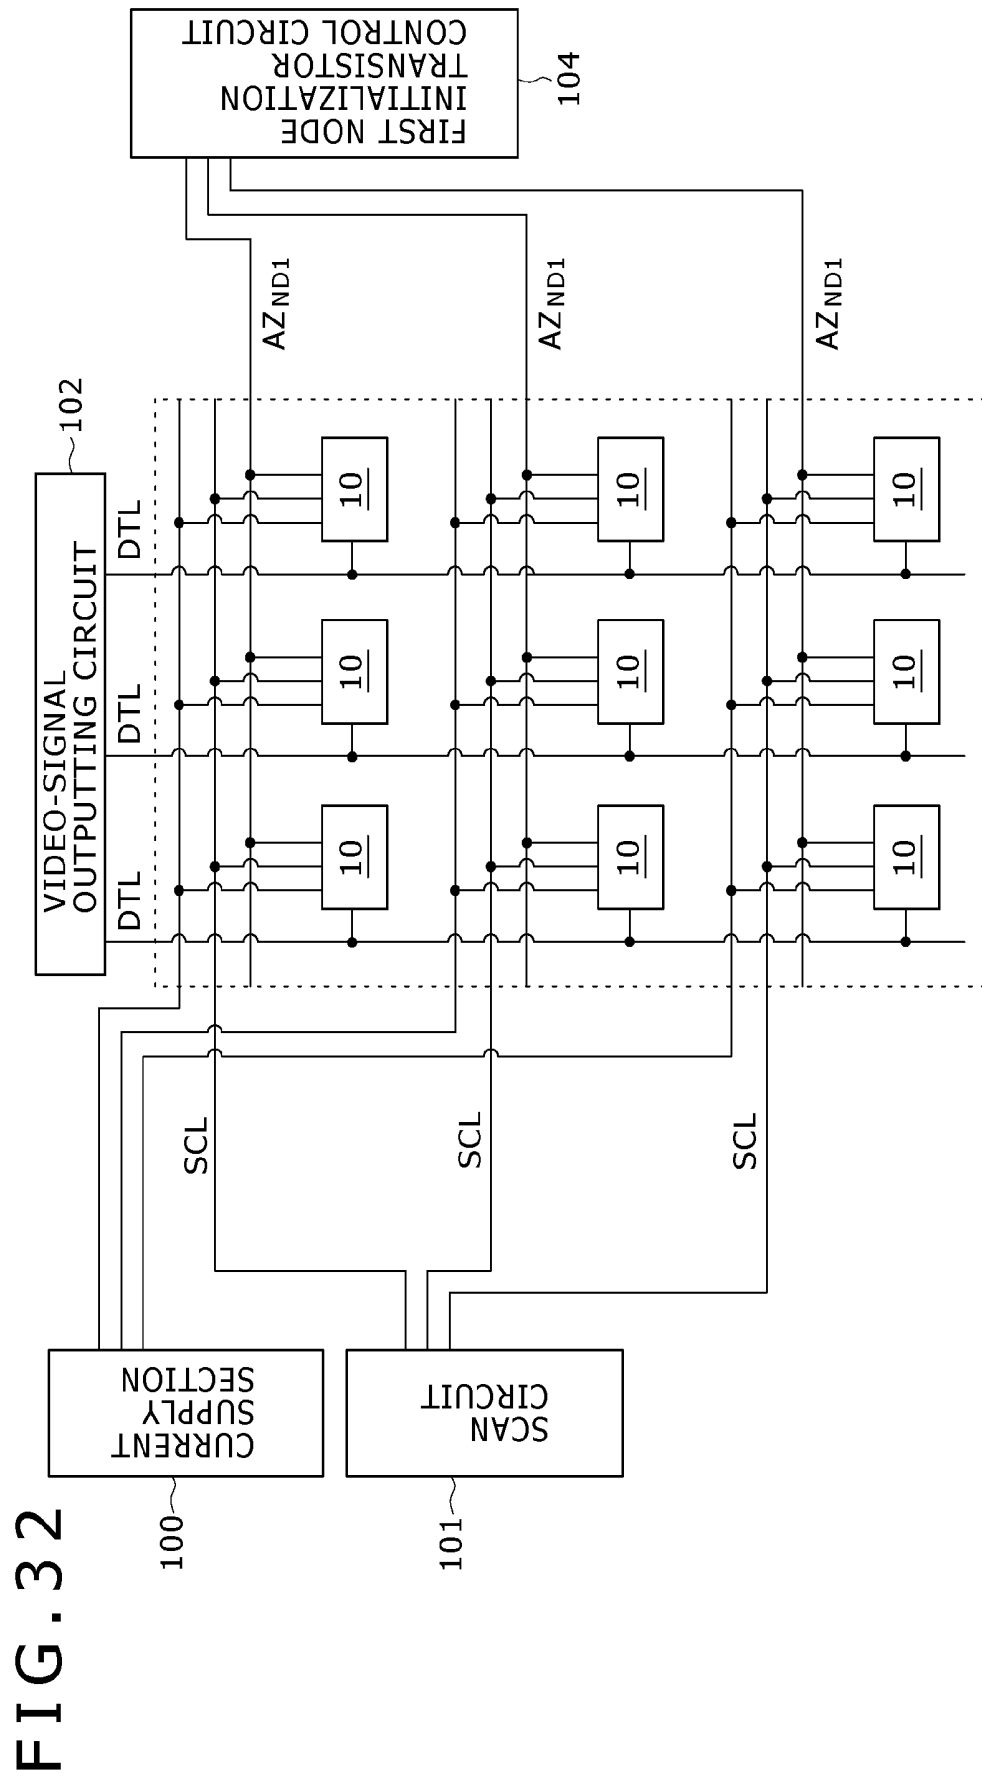 FIG.32
VIDEO-SIGNAL
OUTPUTTING CIRCUIT
102
DTL
DTL
DTL
CURRENT
SUPPLY
SECTION
100
SCAN
CIRCUIT
101
FIRST NODE
INITIALIZATION
TRANSISTOR
CONTROL CIRCUIT
104
SCL
10
10
10
AZND1
SCL
10
10
10
AZND1
SCL
10
10
10
AZND1